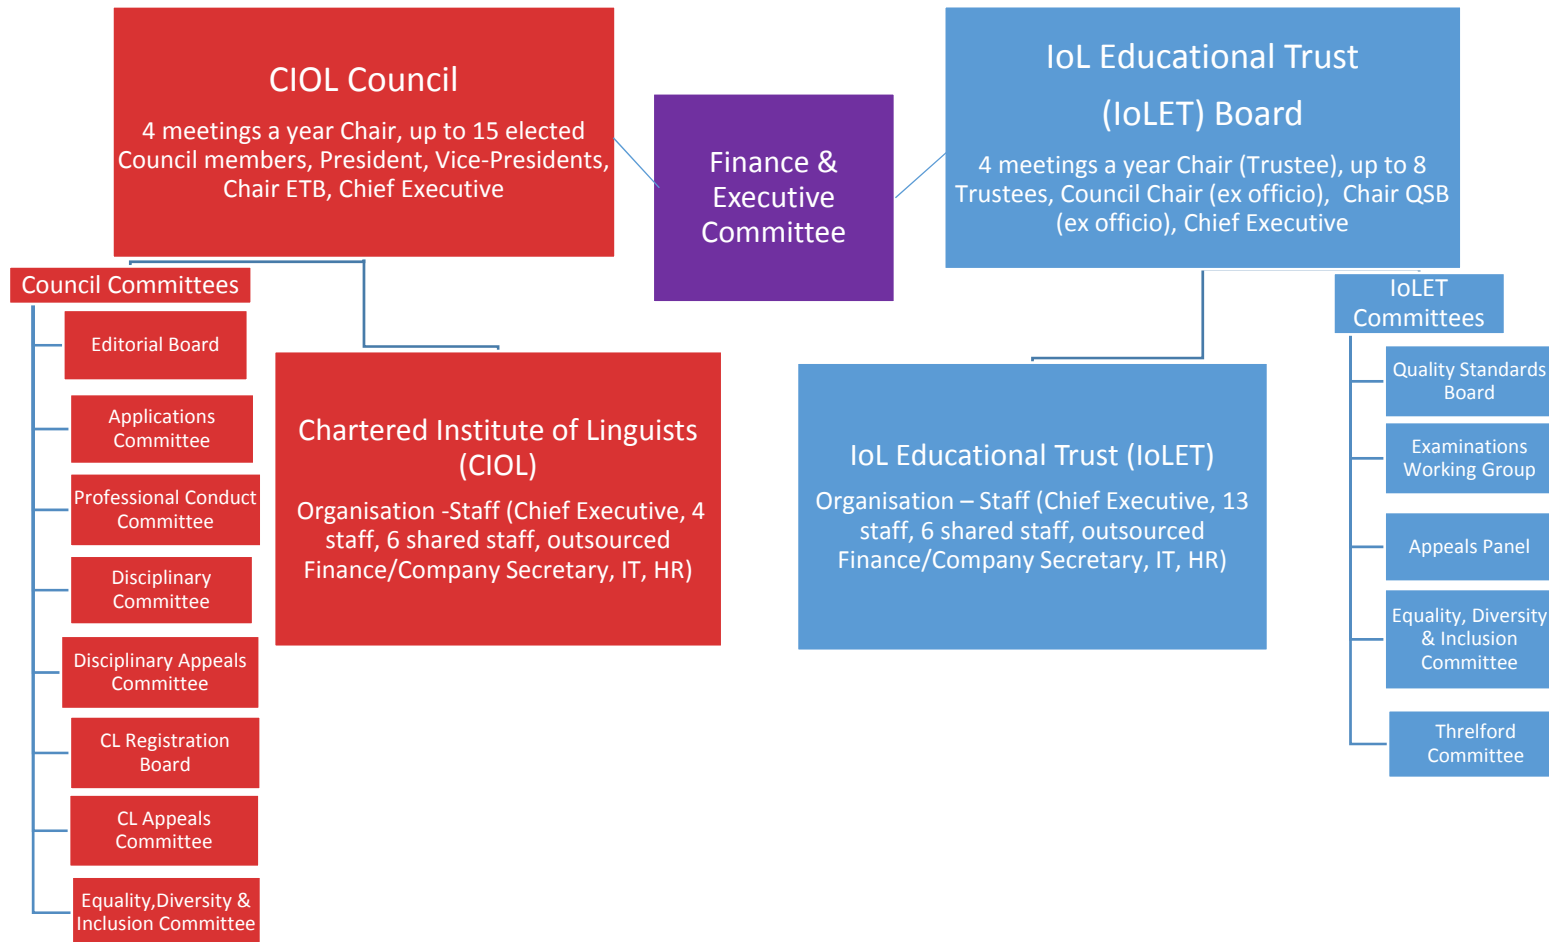 CIOL Council
4 meetings a year Chair, up to 15 elected
Council members, President, Vice-Presidents,
Chair ETB, Chief Executive
Finance &
Executive
Committee
IoL Educational Trust
(IoLET) Board
4 meetings a year Chair (Trustee), up to 8
Trustees, Council Chair (ex officio),  Chair QSB
(ex officio), Chief Executive
Council Committees
Editorial Board
Applications
Committee
Professional Conduct
Committee
Disciplinary
Committee
Disciplinary Appeals
Committee
CL Registration
Board
CL Appeals
Committee
Equality,Diversity &
Inclusion Committee
Chartered Institute of Linguists
(CIOL)
Organisation -Staff (Chief Executive, 4
staff, 6 shared staff, outsourced
Finance/Company Secretary, IT, HR)
IoL Educational Trust (IoLET)
Organisation – Staff (Chief Executive, 13
staff, 6 shared staff, outsourced
Finance/Company Secretary, IT, HR)
IoLET
Committees
Quality Standards
Board
Examinations
Working Group
Appeals Panel
Equality, Diversity
& Inclusion
Committee
Threlford
Committee